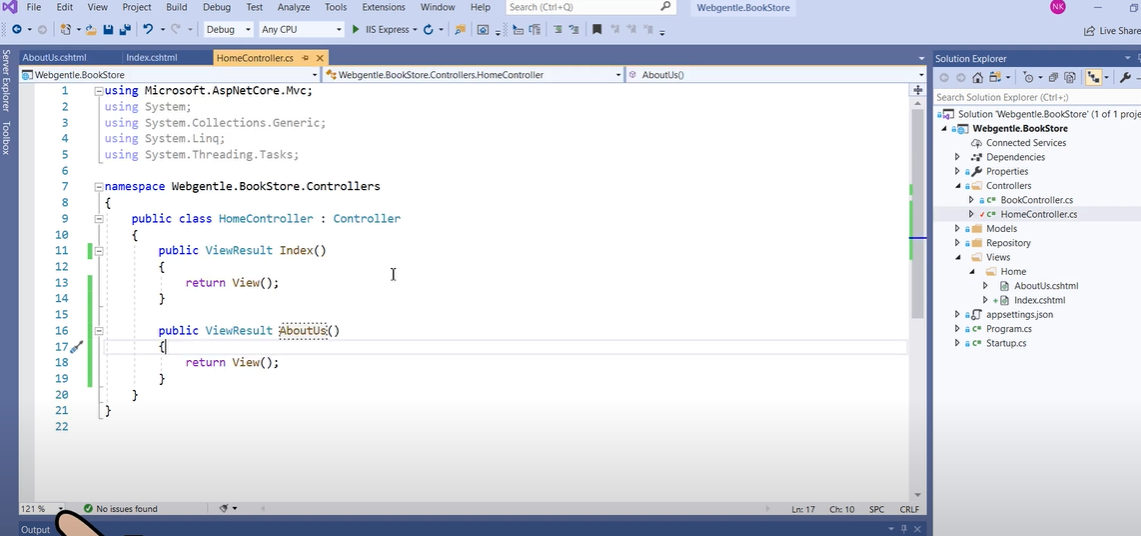 File Edit View Project Build Debug Test Analyze Tools Extensions Window Help Search (Ctrl+Q) Webgentle.BookStore NK
Debug Any CPU IIS Express Live Share
AboutUs.cshtml Index.cshtml HomeController.cs
Webgentle.BookStore Webgentle.BookStore.Controllers.HomeController AboutUs()
Server Explorer
Toolbox
1 using Microsoft.AspNetCore.Mvc;
2 using System;
3 using System.Collections.Generic;
4 using System.Linq;
5 using System.Threading.Tasks;
6
7 namespace Webgentle.BookStore.Controllers
8 {
9 public class HomeController : Controller
10 {
11 public ViewResult Index()
12 {
13 return View();
14 }
15
16 public ViewResult AboutUs()
17 {
18 return View();
19 }
20 }
21 }
22
121 % No issues found Ln: 17 Ch: 10 SPC CRLF
Output
Solution Explorer
Search Solution Explorer (Ctrl+;)
Solution 'Webgentle.BookStore' (1 of 1 proje
Webgentle.BookStore
Connected Services
Dependencies
Properties
Controllers
BookController.cs
HomeController.cs
Models
Repository
Views
Home
AboutUs.cshtml
Index.cshtml
appsettings.json
Program.cs
Startup.cs